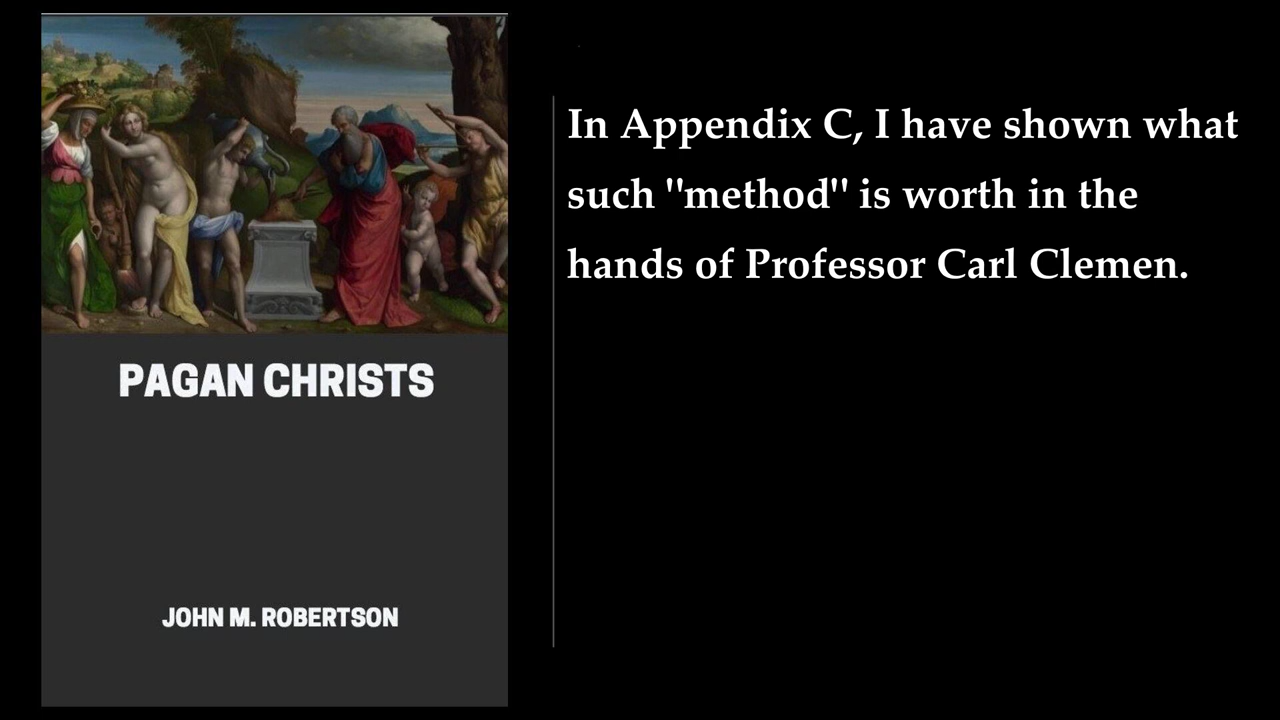 PAGAN CHRISTS
JOHN M. ROBERTSON
In Appendix C, I have shown what
such "method" is worth in the
hands of Professor Carl Clemen.